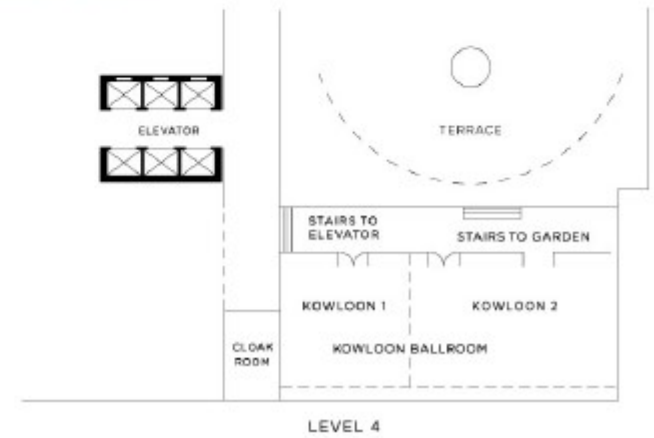 ELEVATOR
TERRACE
STAIRS TO
ELEVATOR
STAIRS TO GARDEN
KOWLOON 1
KOWLOON 2
CLOAK
ROOM
KOWLOON BALLROOM
LEVEL 4